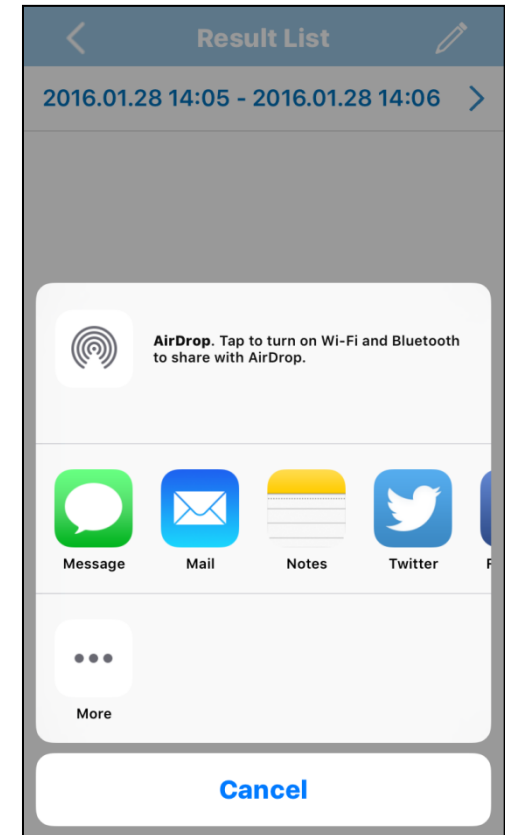 Result List
2016.01.28 14:05 - 2016.01.28 14:06
AirDrop. Tap to turn on Wi-Fi and Bluetooth
to share with AirDrop.
Message Mail Notes Twitter F
More
Cancel